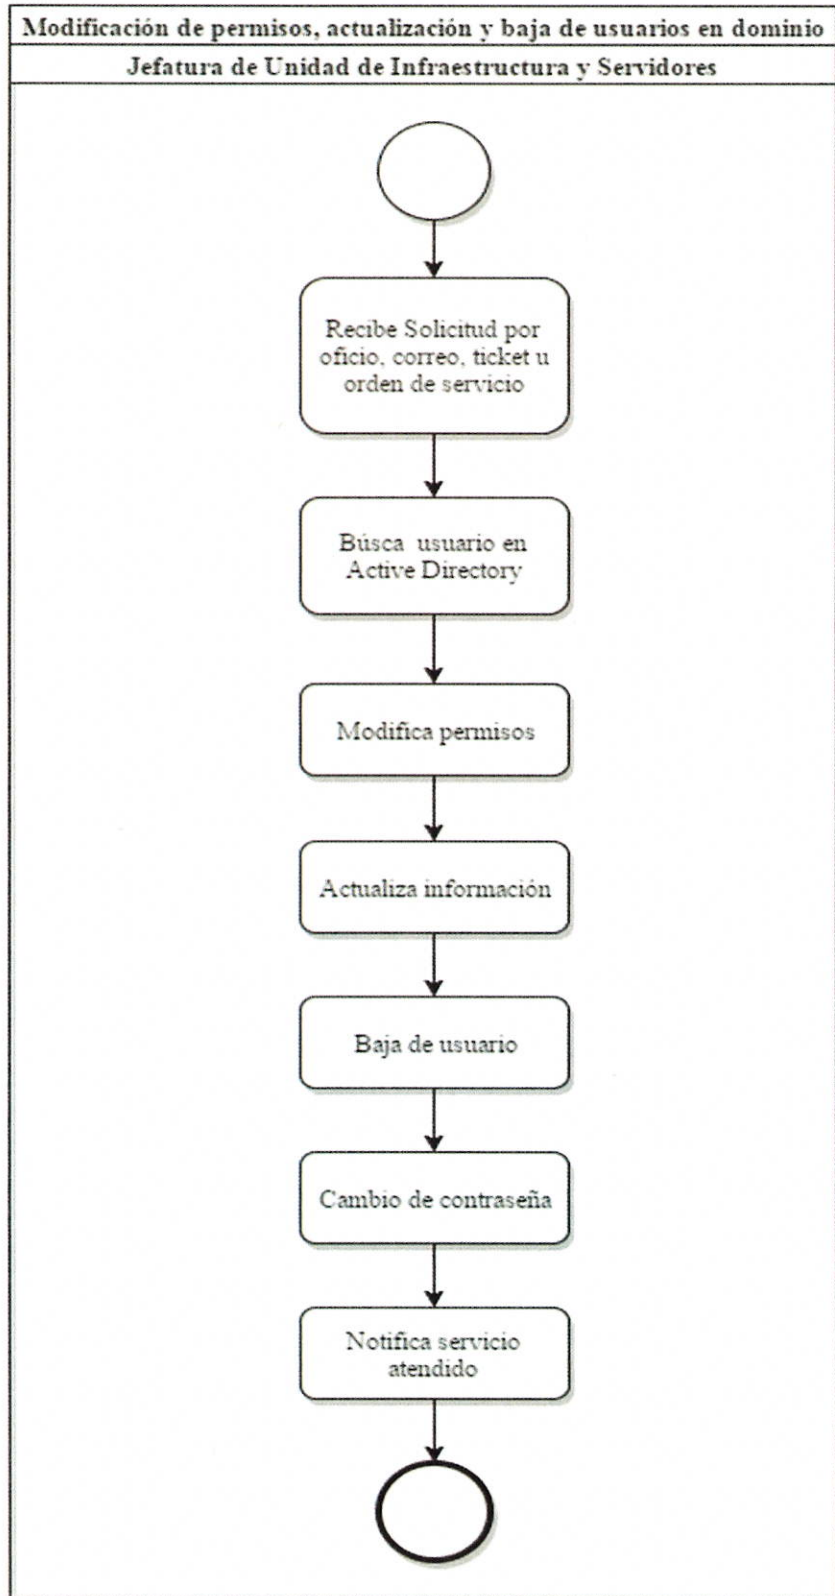 Modificación de permisos, actualización y baja de usuarios en dominio
Jefatura de Unidad de Infraestructura y Servidores
Recibe Solicitud por
oficio, correo, ticket u
orden de servicio
Búsca usuario en
Active Directory
Modifica permisos
Actualiza información
Baja de usuario
Cambio de contraseña
Notifica servicio
atendido